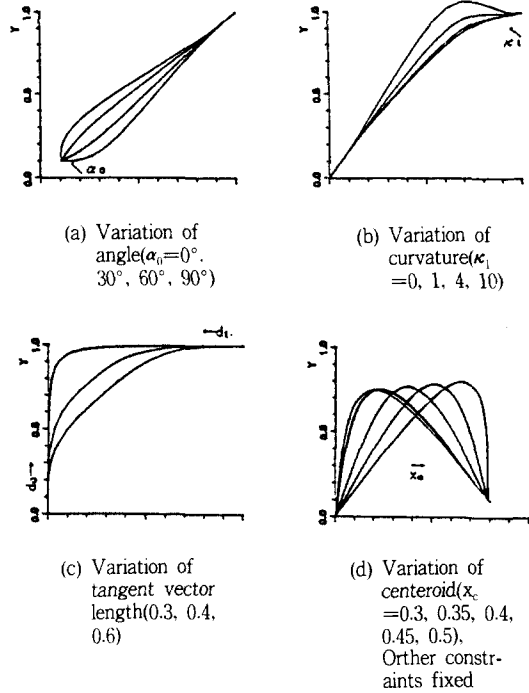 Y
1.0
0.5
0.0
α₀
(a) Variation of
angle(α₀=0°.
30°, 60°, 90°)
Y
1.0
0.5
0.0
κ₁
(b) Variation of
curvature(κ₁
=0, 1, 4, 10)
Y
1.0
0.5
0.0
d₁.
d₀
(c) Variation of
tangent vector
length(0.3, 0.4,
0.6)
Y
1.0
0.5
0.0
(d) Variation of
centeroid(x꜀
=0.3, 0.35, 0.4,
0.45, 0.5),
Orther constr-
aints fixed